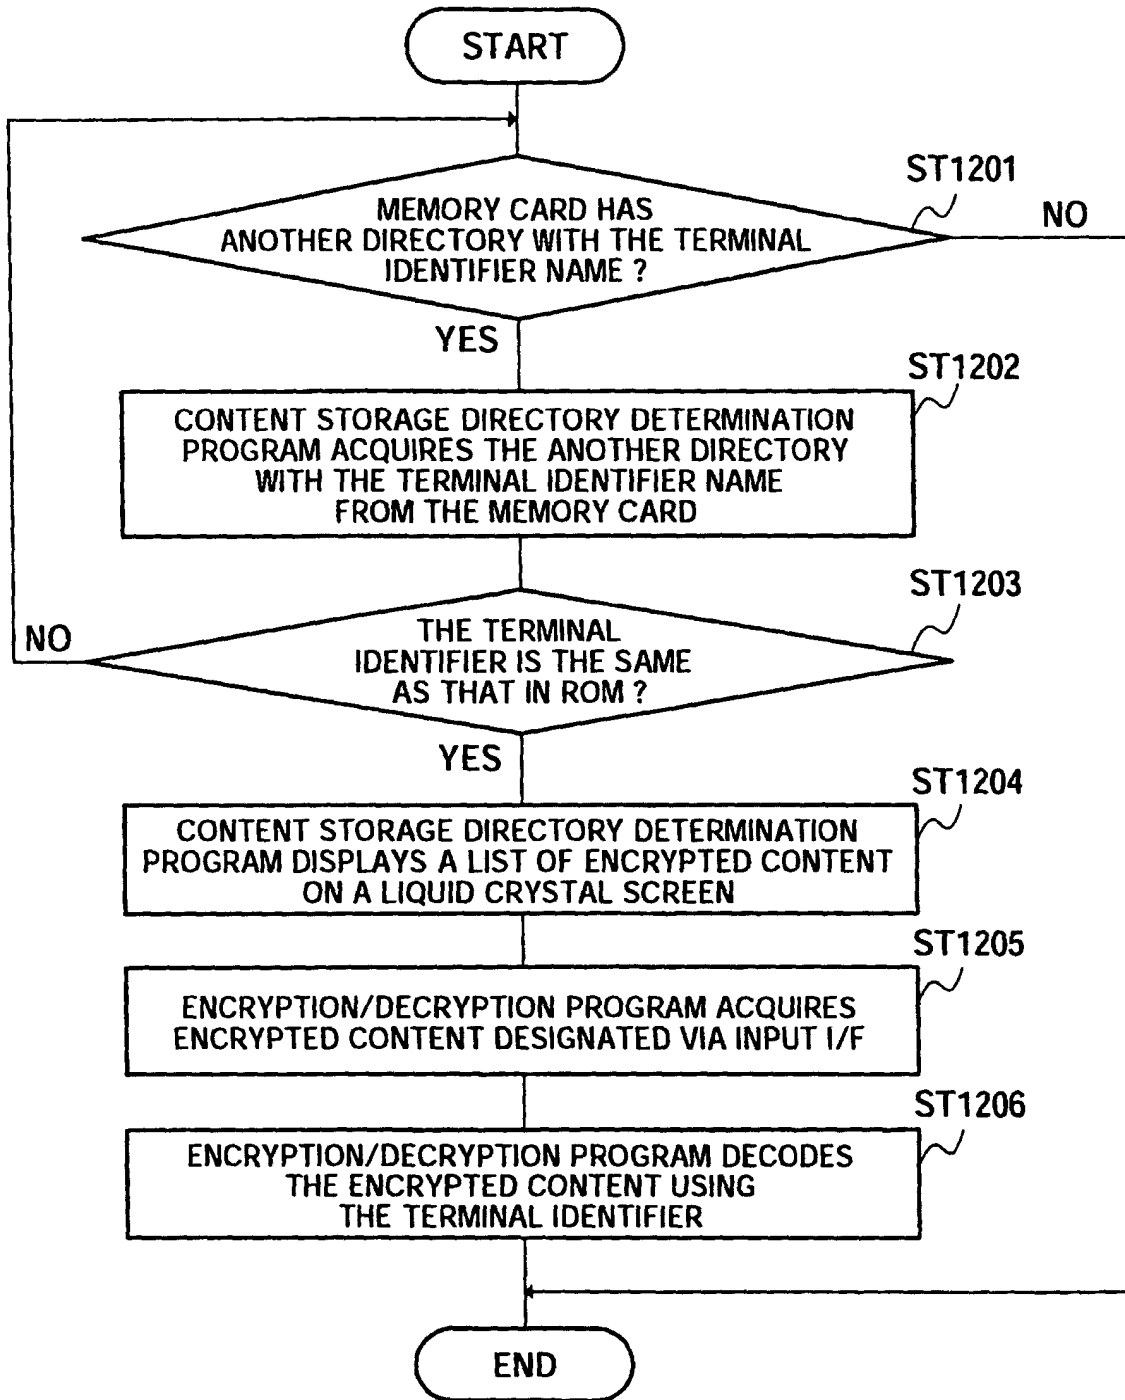 START
ST1201
MEMORY CARD HAS
ANOTHER DIRECTORY WITH THE TERMINAL
IDENTIFIER NAME ?
NO
YES
ST1202
CONTENT STORAGE DIRECTORY DETERMINATION
PROGRAM ACQUIRES THE ANOTHER DIRECTORY
WITH THE TERMINAL IDENTIFIER NAME
FROM THE MEMORY CARD
ST1203
NO
THE TERMINAL
IDENTIFIER IS THE SAME
AS THAT IN ROM ?
YES
ST1204
CONTENT STORAGE DIRECTORY DETERMINATION
PROGRAM DISPLAYS A LIST OF ENCRYPTED CONTENT
ON A LIQUID CRYSTAL SCREEN
ST1205
ENCRYPTION/DECRYPTION PROGRAM ACQUIRES
ENCRYPTED CONTENT DESIGNATED VIA INPUT I/F
ST1206
ENCRYPTION/DECRYPTION PROGRAM DECODES
THE ENCRYPTED CONTENT USING
THE TERMINAL IDENTIFIER
END